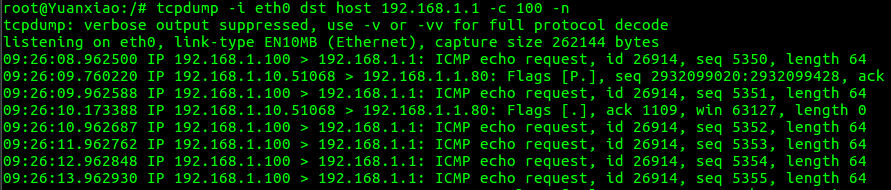 root@Yuanxiao:/# tcpdump -i eth0 dst host 192.168.1.1 -c 100 -n
tcpdump: verbose output suppressed, use -v or -vv for full protocol decode
listening on eth0, link-type EN10MB (Ethernet), capture size 262144 bytes
09:26:08.962500 IP 192.168.1.100 > 192.168.1.1: ICMP echo request, id 26914, seq 5350, length 64
09:26:09.760220 IP 192.168.1.10.51068 > 192.168.1.1.80: Flags [P.], seq 2932099020:2932099428, ack
09:26:09.962588 IP 192.168.1.100 > 192.168.1.1: ICMP echo request, id 26914, seq 5351, length 64
09:26:10.173388 IP 192.168.1.10.51068 > 192.168.1.1.80: Flags [.], ack 1109, win 63127, length 0
09:26:10.962687 IP 192.168.1.100 > 192.168.1.1: ICMP echo request, id 26914, seq 5352, length 64
09:26:11.962762 IP 192.168.1.100 > 192.168.1.1: ICMP echo request, id 26914, seq 5353, length 64
09:26:12.962848 IP 192.168.1.100 > 192.168.1.1: ICMP echo request, id 26914, seq 5354, length 64
09:26:13.962930 IP 192.168.1.100 > 192.168.1.1: ICMP echo request, id 26914, seq 5355, length 64